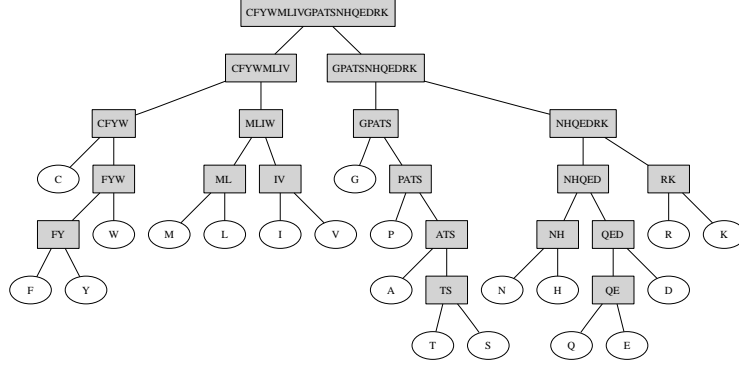 CFYWMLIVGPATSNHQEDRK
CFYWMLIV GPATSNHQEDRK
CFYW MLIW GPATS NHQEDRK
C FYW ML IV G PATS NHQED RK
FY W M L I V P ATS NH QED R K
F Y A TS N H QE D
T S Q E